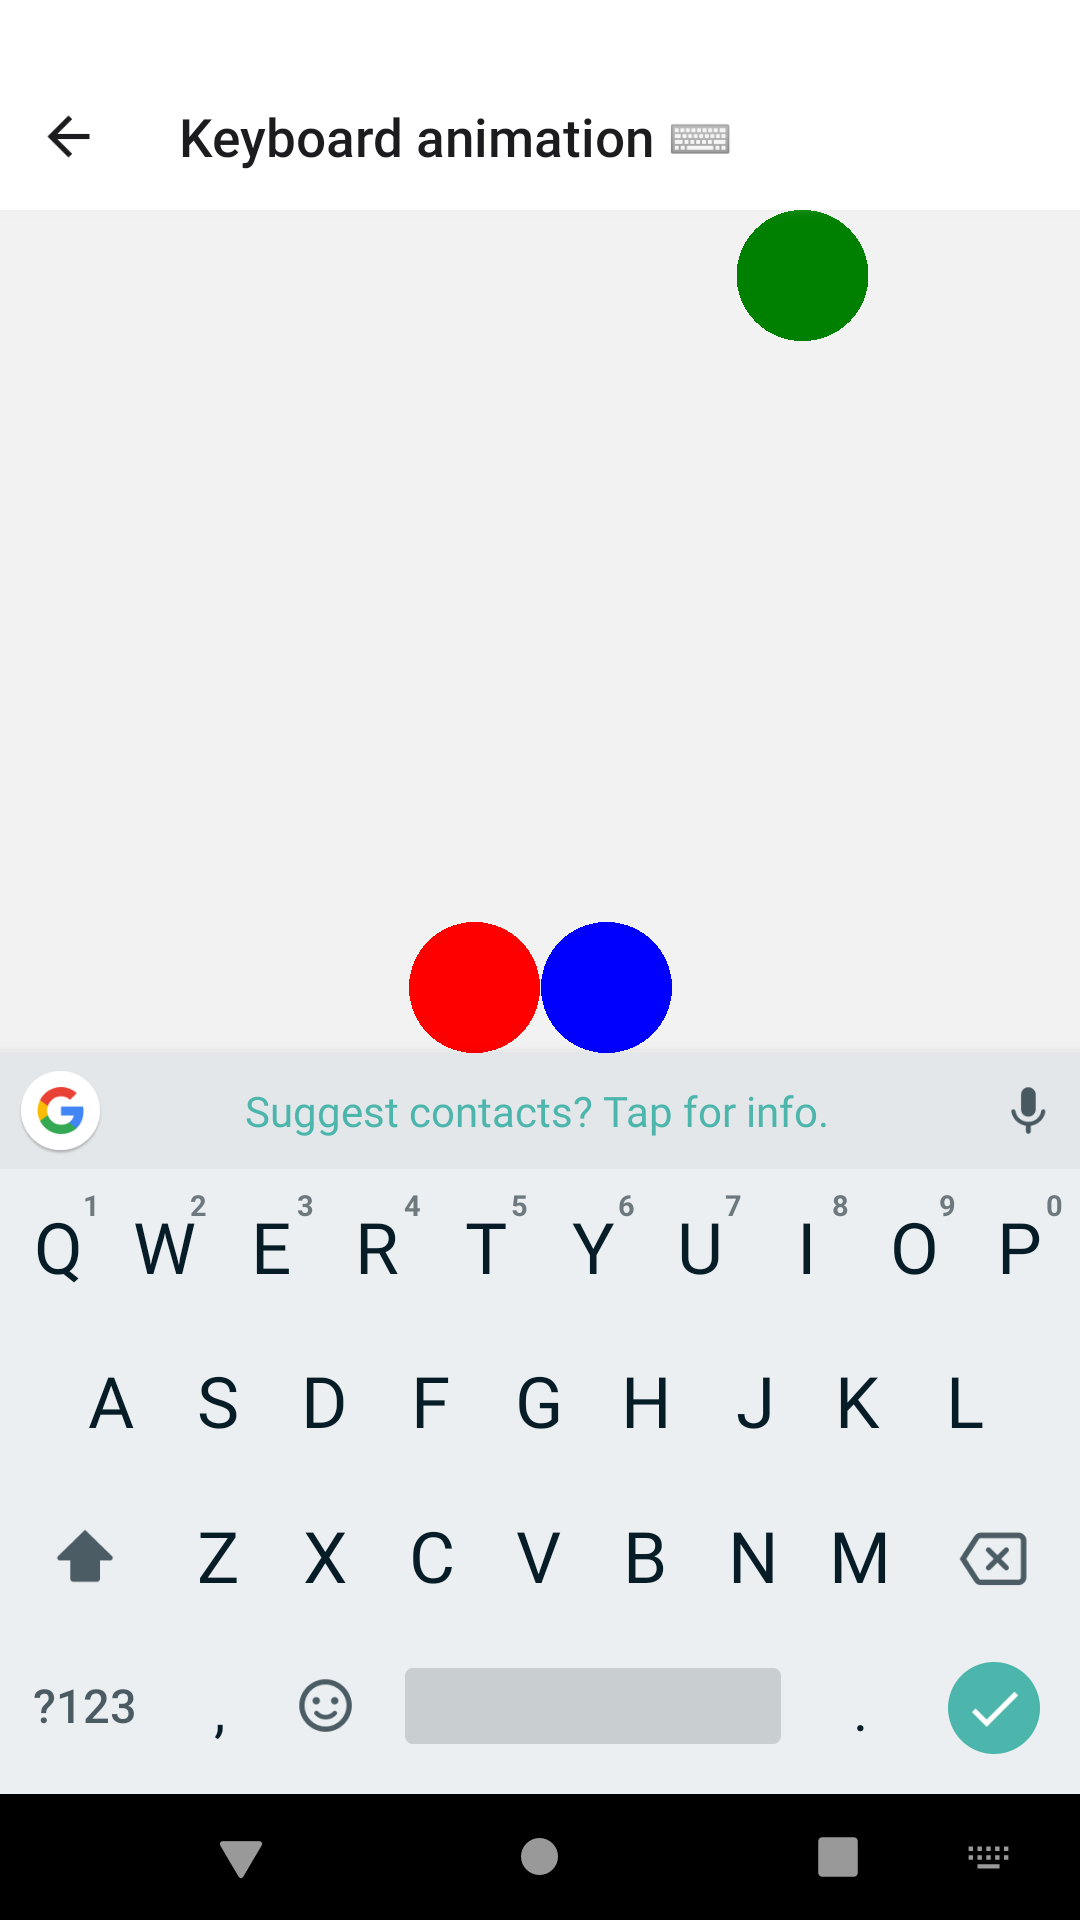 Keyboard animation ⌨
Suggest contacts? Tap for info.
1 2 3 4 5 6 7 8 9 0
Q W E R T Y U I O P
A S D F G H J K L
Z X C V B N M
?123 , .